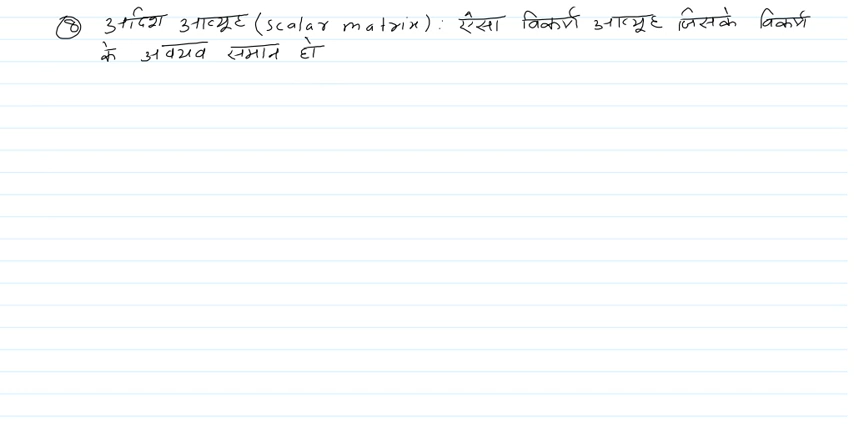 ⑧ अदिश आव्यूह (scalar matrix): ऐसा विकर्ण आव्यूह जिसके विकर्ण
के अवयव समान हो